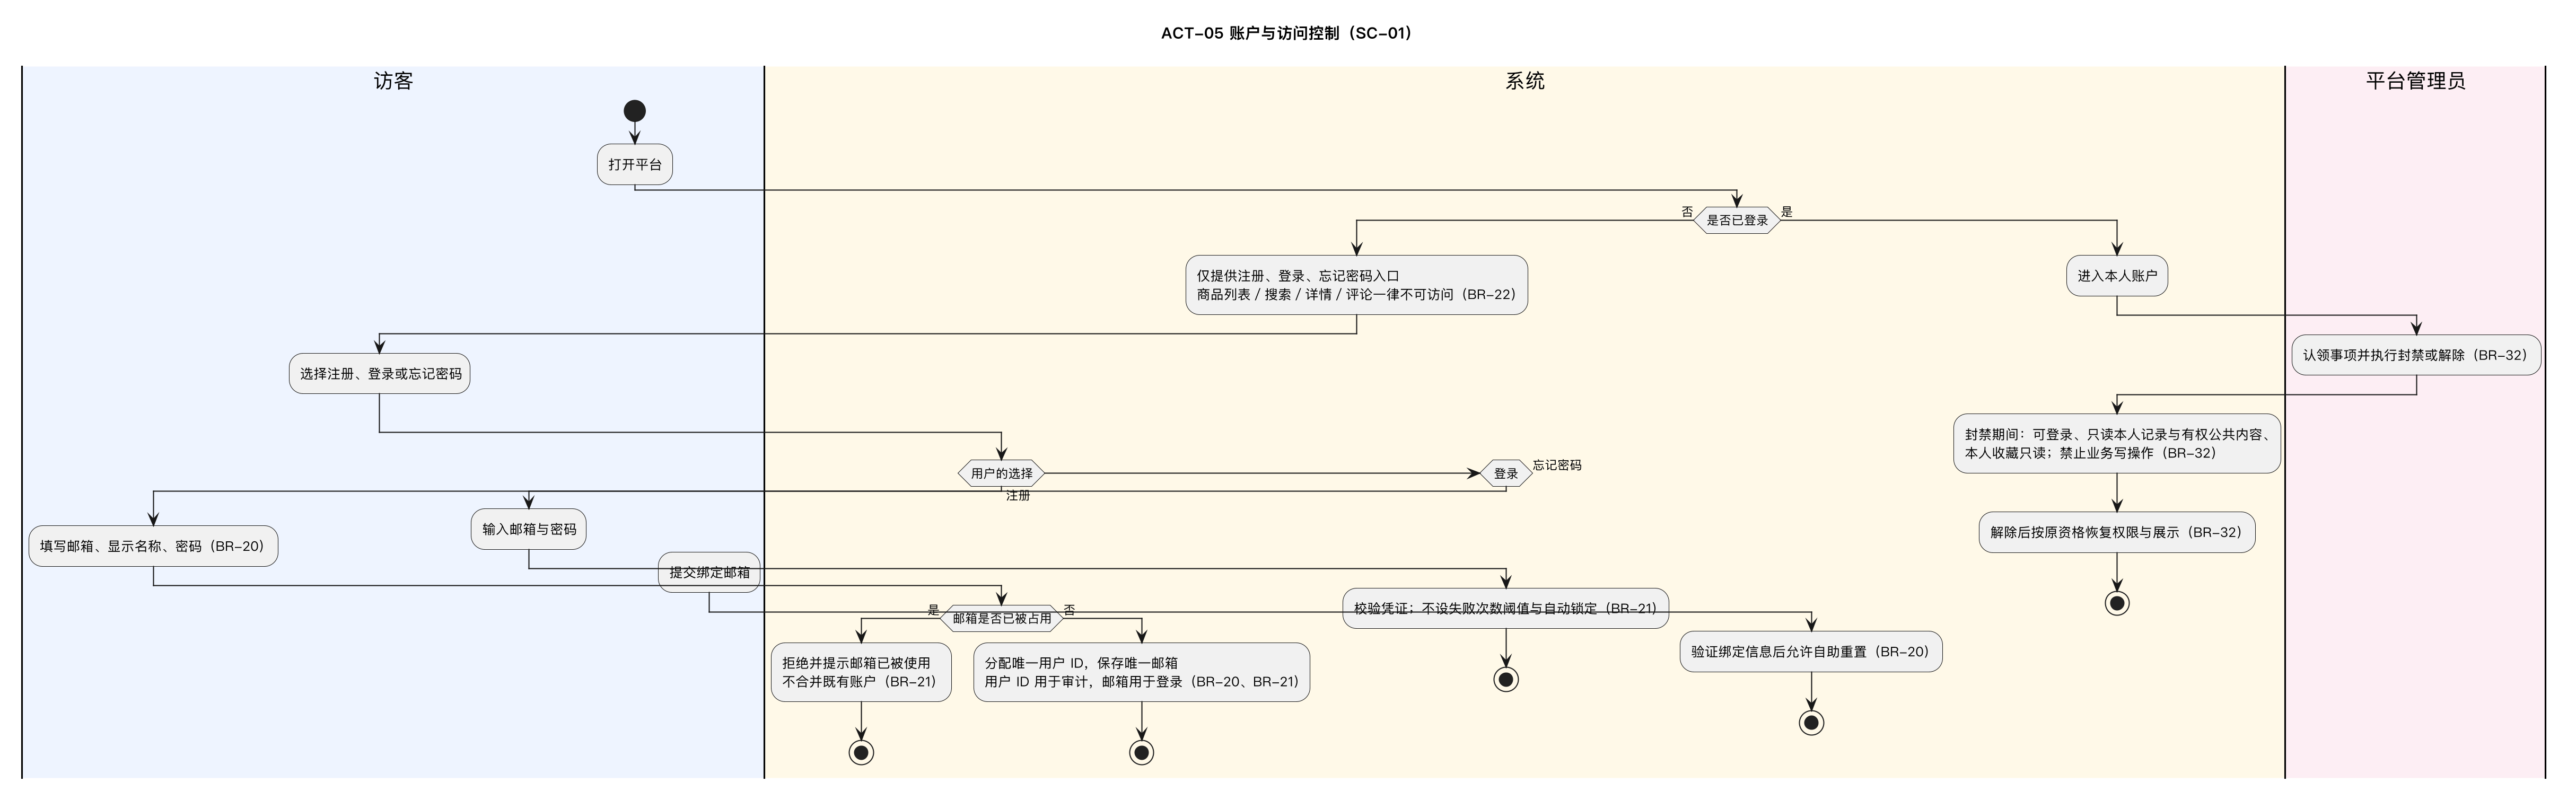 ACT-05 账户与访问控制（SC-01）
访客
系统
平台管理员
打开平台
否
是否已登录
是
仅提供注册、登录、忘记密码入口
商品列表 / 搜索 / 详情 / 评论一律不可访问（BR-22）
进入本人账户
认领事项并执行封禁或解除（BR-32）
选择注册、登录或忘记密码
封禁期间：可登录、只读本人记录与有权公共内容、
本人收藏只读；禁止业务写操作（BR-32）
用户的选择
登录
忘记密码
注册
填写邮箱、显示名称、密码（BR-20）
输入邮箱与密码
解除后按原资格恢复权限与展示（BR-32）
提交绑定邮箱
是
邮箱是否已被占用
否
校验凭证；不设失败次数阈值与自动锁定（BR-21）
拒绝并提示邮箱已被使用
不合并既有账户（BR-21）
分配唯一用户 ID，保存唯一邮箱
用户 ID 用于审计，邮箱用于登录（BR-20、BR-21）
验证绑定信息后允许自助重置（BR-20）